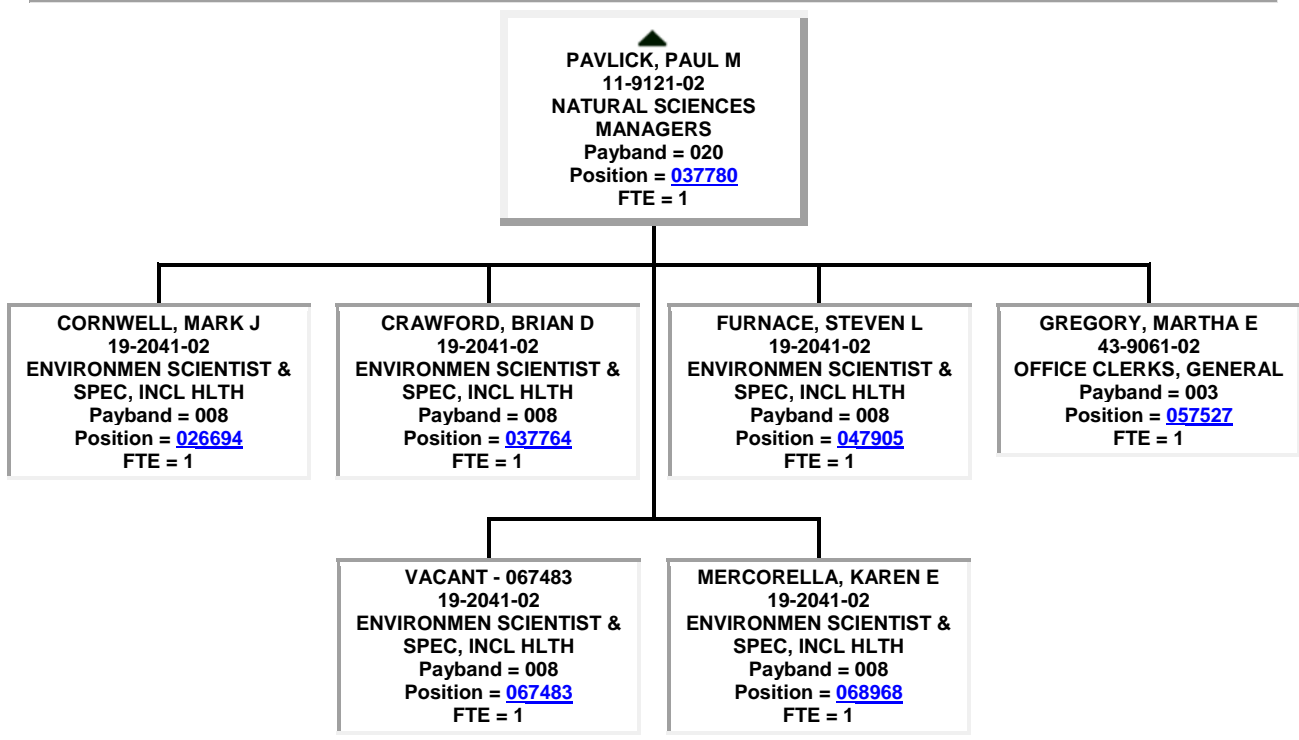 PAVLICK, PAUL M
11-9121-02
NATURAL SCIENCES
MANAGERS
Payband = 020
Position = 037780
FTE = 1
CORNWELL, MARK J
19-2041-02
ENVIRONMEN SCIENTIST &
SPEC, INCL HLTH
Payband = 008
Position = 026694
FTE = 1
CRAWFORD, BRIAN D
19-2041-02
ENVIRONMEN SCIENTIST &
SPEC, INCL HLTH
Payband = 008
Position = 037764
FTE = 1
FURNACE, STEVEN L
19-2041-02
ENVIRONMEN SCIENTIST &
SPEC, INCL HLTH
Payband = 008
Position = 047905
FTE = 1
GREGORY, MARTHA E
43-9061-02
OFFICE CLERKS, GENERAL
Payband = 003
Position = 057527
FTE = 1
VACANT - 067483
19-2041-02
ENVIRONMEN SCIENTIST &
SPEC, INCL HLTH
Payband = 008
Position = 067483
FTE = 1
MERCORELLA, KAREN E
19-2041-02
ENVIRONMEN SCIENTIST &
SPEC, INCL HLTH
Payband = 008
Position = 068968
FTE = 1